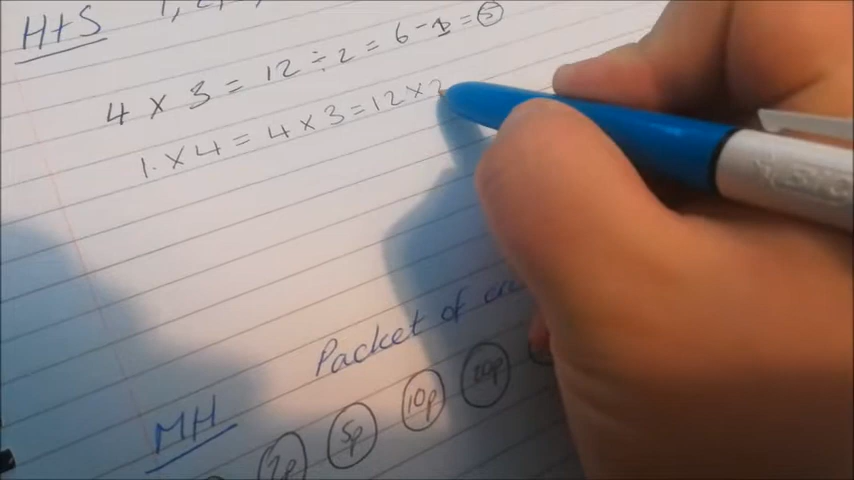 H+S
4 x 3 = 12 ÷ 2 = 6 - 1 = 5
1. x 4 = 4 x 3 = 12 x 2
Packet of
MH
2p 5p 10p 20p